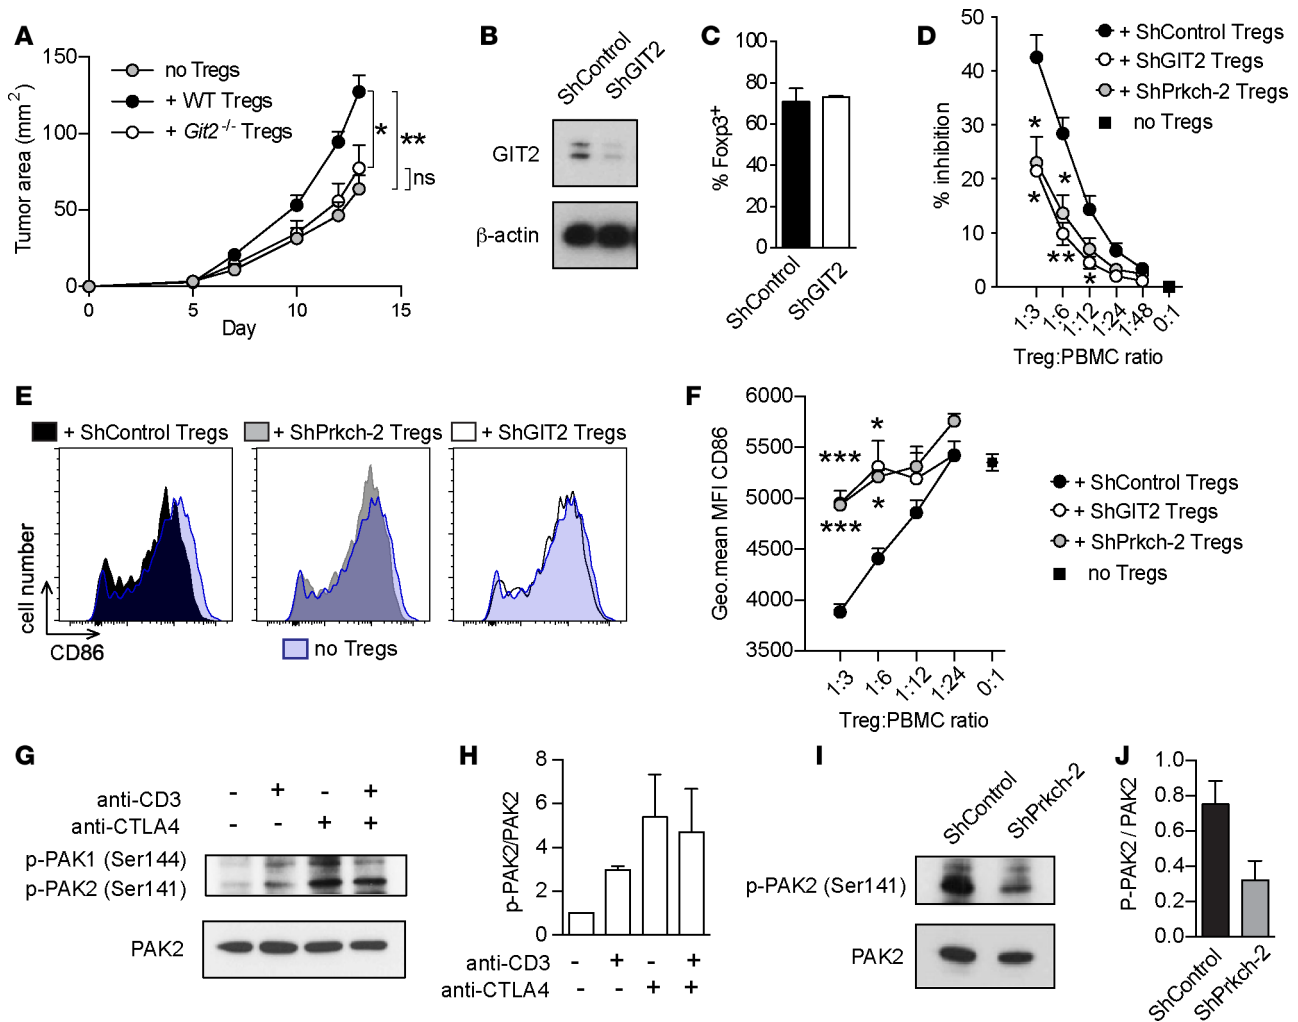 A
150
100
50
0
Tumor area (mm2)
no Tregs
+ WT Tregs
+ Git2-/- Tregs
*
**
ns
0 5 10 15
Day
B
ShControl
ShGIT2
GIT2
β-actin
C
100
80
60
40
20
0
% Foxp3+
ShControl
ShGIT2
D
50
40
30
20
10
0
% inhibition
+ ShControl Tregs
+ ShGIT2 Tregs
+ ShPrkch-2 Tregs
no Tregs
*
*
*
**
*
1:3 1:6 1:12 1:24 1:48 0:1
Treg:PBMC ratio
E
+ ShControl Tregs
+ ShPrkch-2 Tregs
+ ShGIT2 Tregs
cell number
CD86
no Tregs
F
6000
5500
5000
4500
4000
3500
Geo.mean MFI CD86
***
*
***
*
1:3 1:6 1:12 1:24 0:1
Treg:PBMC ratio
+ ShControl Tregs
+ ShGIT2 Tregs
+ ShPrkch-2 Tregs
no Tregs
G
anti-CD3 - + - +
anti-CTLA4 - - + +
p-PAK1 (Ser144)
p-PAK2 (Ser141)
PAK2
H
8
6
4
2
0
p-PAK2/PAK2
anti-CD3 - + - +
anti-CTLA4 - - + +
I
ShControl
ShPrkch-2
p-PAK2 (Ser141)
PAK2
J
1.0
0.8
0.6
0.4
0.2
0.0
P-PAK2 / PAK2
ShControl
ShPrkch-2